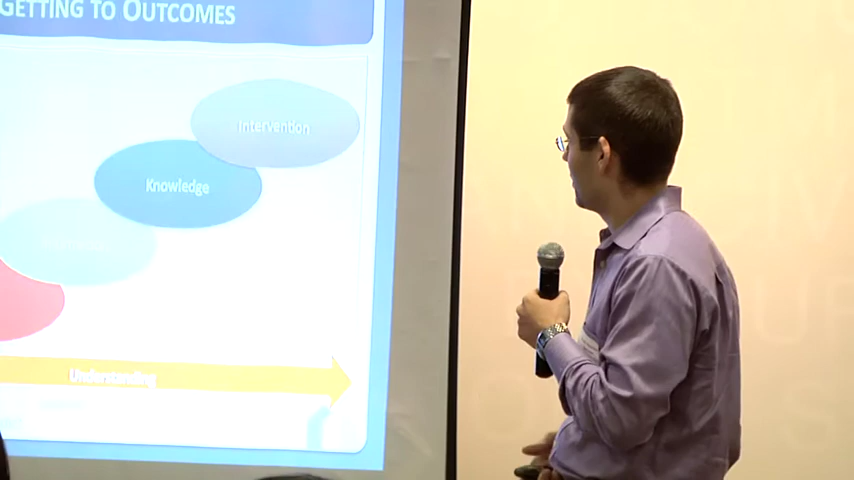 GETTING TO OUTCOMES
Intervention
Knowledge
Understanding